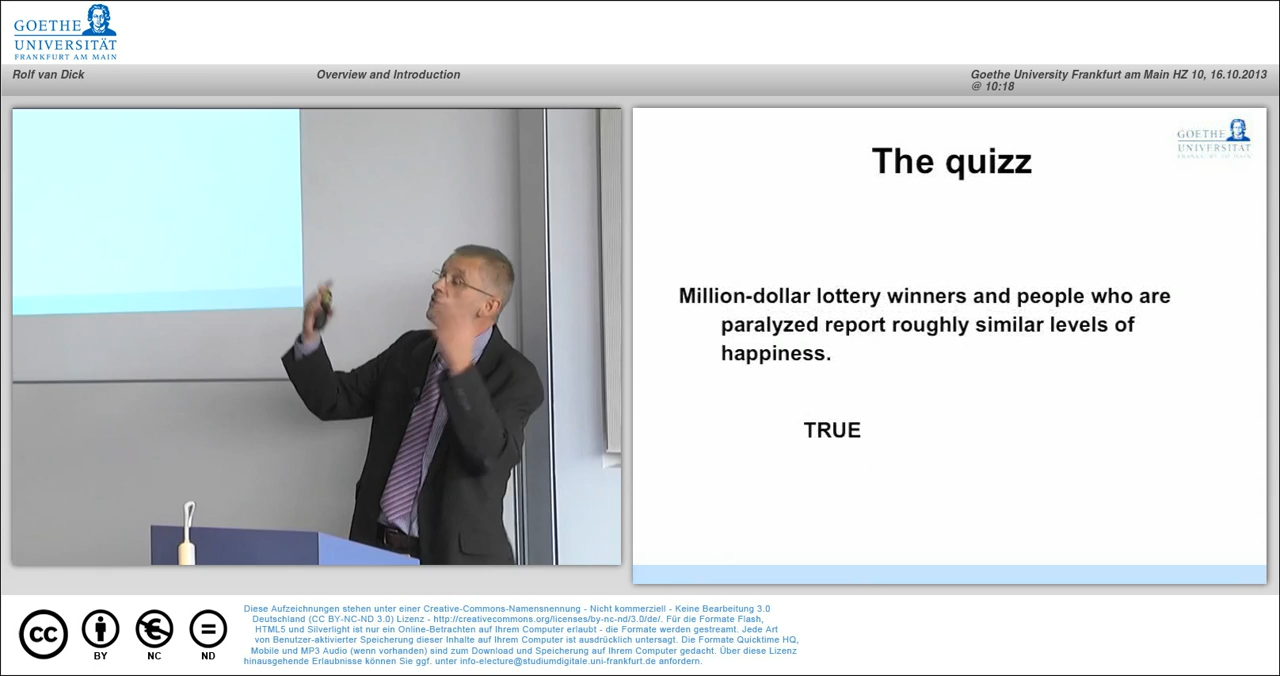 GOETHE
UNIVERSITÄT
FRANKFURT AM MAIN
Rolf van Dick
Overview and Introduction
Goethe University Frankfurt am Main HZ 10, 16.10.2013
@ 10:18
GOETHE
UNIVERSITÄT
FRANKFURT AM MAIN
The quizz
Million-dollar lottery winners and people who are
paralyzed report roughly similar levels of
happiness.
TRUE
cc
BY
NC
ND
Diese Aufzeichnungen stehen unter einer Creative-Commons-Namensnennung - Nicht kommerziell - Keine Bearbeitung 3.0
Deutschland (CC BY-NC-ND 3.0) Lizenz - http://creativecommons.org/licenses/by-nc-nd/3.0/de/. Für die Formate Flash,
HTML5 und Silverlight ist nur ein Online-Betrachten auf Ihrem Computer erlaubt - die Formate werden gestreamt. Jede Art
von Benutzer-aktivierter Speicherung dieser Inhalte auf Ihrem Computer ist ausdrücklich untersagt. Die Formate Quicktime HQ,
Mobile und MP3 Audio (wenn vorhanden) sind zum Download und Speicherung auf Ihrem Computer gedacht. Über diese Lizenz
hinausgehende Erlaubnisse können Sie ggf. unter info-electure@studiumdigitale.uni-frankfurt.de anfordern.